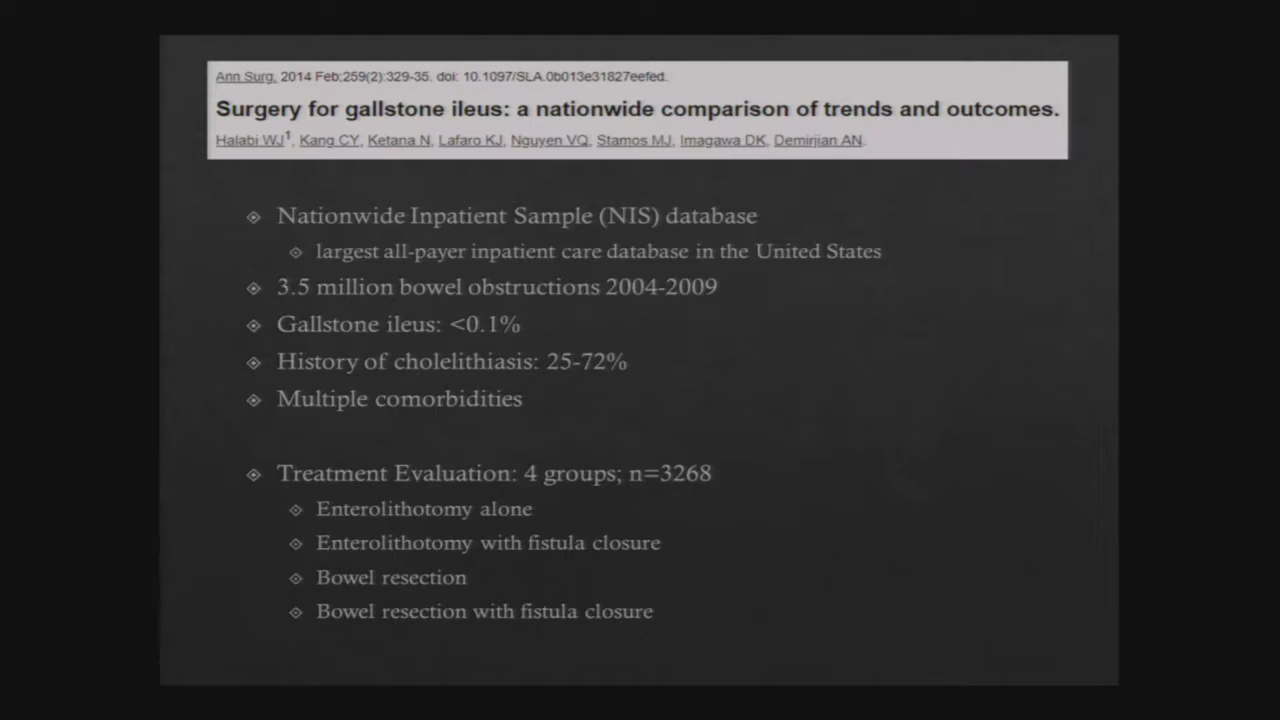 Ann Surg. 2014 Feb;259(2):329-35. doi: 10.1097/SLA.0b013e31827eefed.
Surgery for gallstone ileus: a nationwide comparison of trends and outcomes.
Halabi WJ1, Kang CY, Ketana N, Lafaro KJ, Nguyen VQ, Stamos MJ, Imagawa DK, Demirjian AN.
Nationwide Inpatient Sample (NIS) database
largest all-payer inpatient care database in the United States
3.5 million bowel obstructions 2004-2009
Gallstone ileus: <0.1%
History of cholelithiasis: 25-72%
Multiple comorbidities
Treatment Evaluation: 4 groups; n=3268
Enterolithotomy alone
Enterolithotomy with fistula closure
Bowel resection
Bowel resection with fistula closure